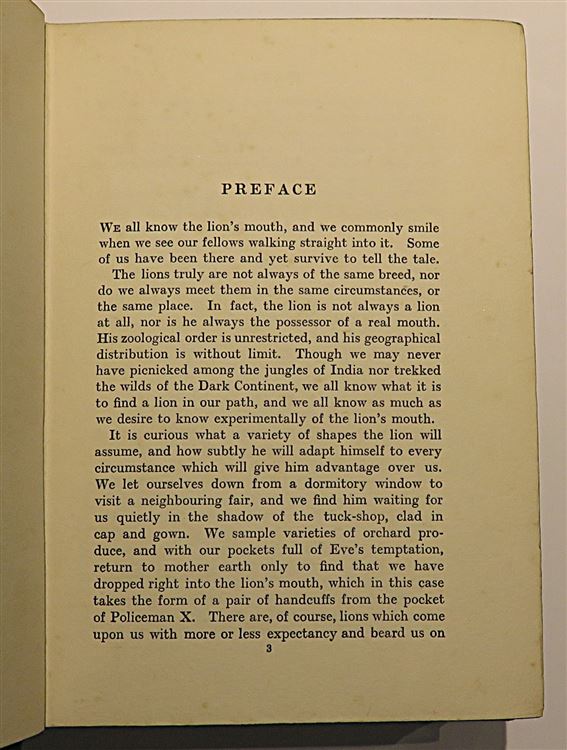 PREFACE
WE all know the lion's mouth, and we commonly smile
when we see our fellows walking straight into it. Some
of us have been there and yet survive to tell the tale.
The lions truly are not always of the same breed, nor
do we always meet them in the same circumstances, or
the same place. In fact, the lion is not always a lion
at all, nor is he always the possessor of a real mouth.
His zoological order is unrestricted, and his geographical
distribution is without limit. Though we may never
have picnicked among the jungles of India nor trekked
the wilds of the Dark Continent, we all know what it is
to find a lion in our path, and we all know as much as
we desire to know experimentally of the lion's mouth.
It is curious what a variety of shapes the lion will
assume, and how subtly he will adapt himself to every
circumstance which will give him advantage over us.
We let ourselves down from a dormitory window to
visit a neighbouring fair, and we find him waiting for
us quietly in the shadow of the tuck-shop, clad in
cap and gown. We sample varieties of orchard pro-
duce, and with our pockets full of Eve's temptation,
return to mother earth only to find that we have
dropped right into the lion's mouth, which in this case
takes the form of a pair of handcuffs from the pocket
of Policeman X. There are, of course, lions which come
upon us with more or less expectancy and beard us on
3